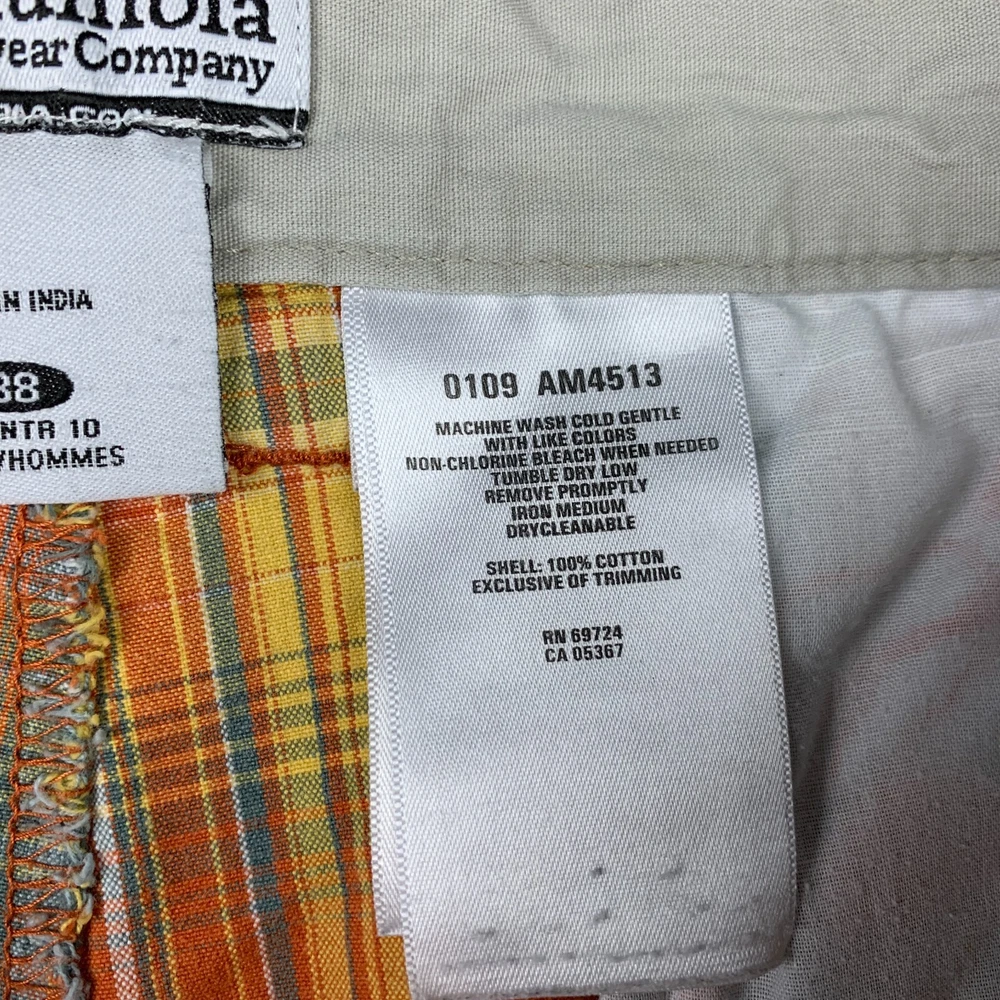 Company
IN INDIA
38
NTR 10
/HOMMES
0109 AM4513
MACHINE WASH COLD GENTLE
WITH LIKE COLORS
NON-CHLORINE BLEACH WHEN NEEDED
TUMBLE DRY LOW
REMOVE PROMPTLY
IRON MEDIUM
DRYCLEANABLE
SHELL: 100% COTTON
EXCLUSIVE OF TRIMMING
RN 69724
CA 05367